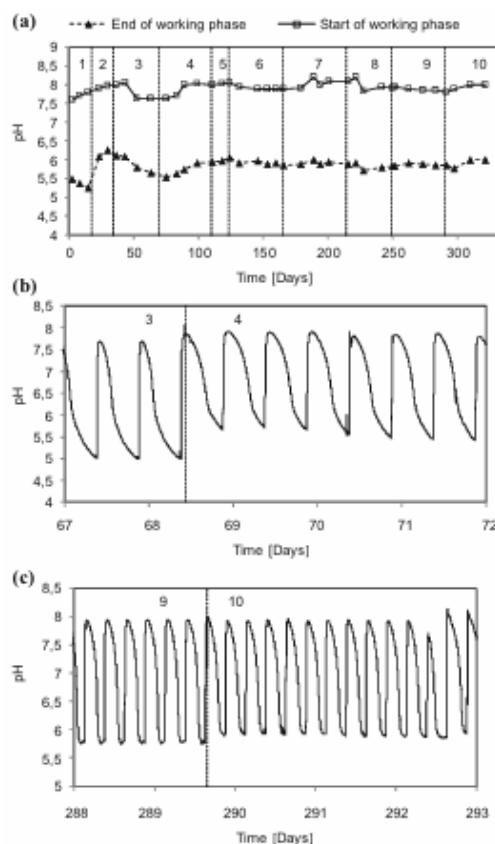 (a)
End of working phase Start of working phase
9
8,5
8
7,5
7
6,5
6
5,5
5
4,5
4
pH
1 2 3 4 5 6 7 8 9 10
0 50 100 150 200 250 300
Time [Days]
(b)
8,5
8
7,5
7
6,5
6
5,5
5
4,5
4
pH
3 4
67 68 69 70 71 72
Time [Days]
(c)
8,5
8
7,5
7
6,5
6
5,5
5
pH
9 10
288 289 290 291 292 293
Time [Days]